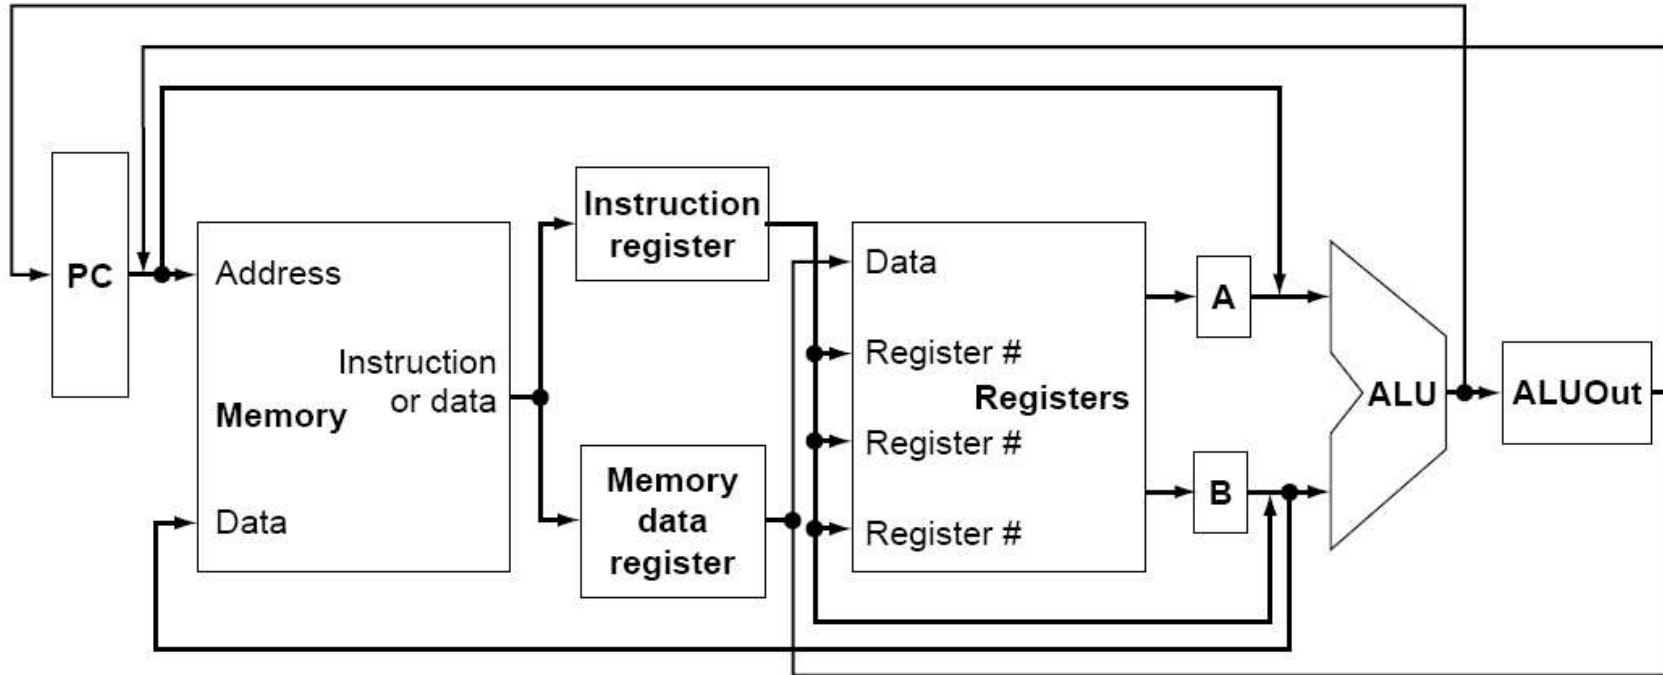 PC
Address
Instruction
or data
Memory
Data
Instruction
register
Memory
data
register
Data
Register #
Registers
Register #
Register #
A
B
ALU
ALUOut